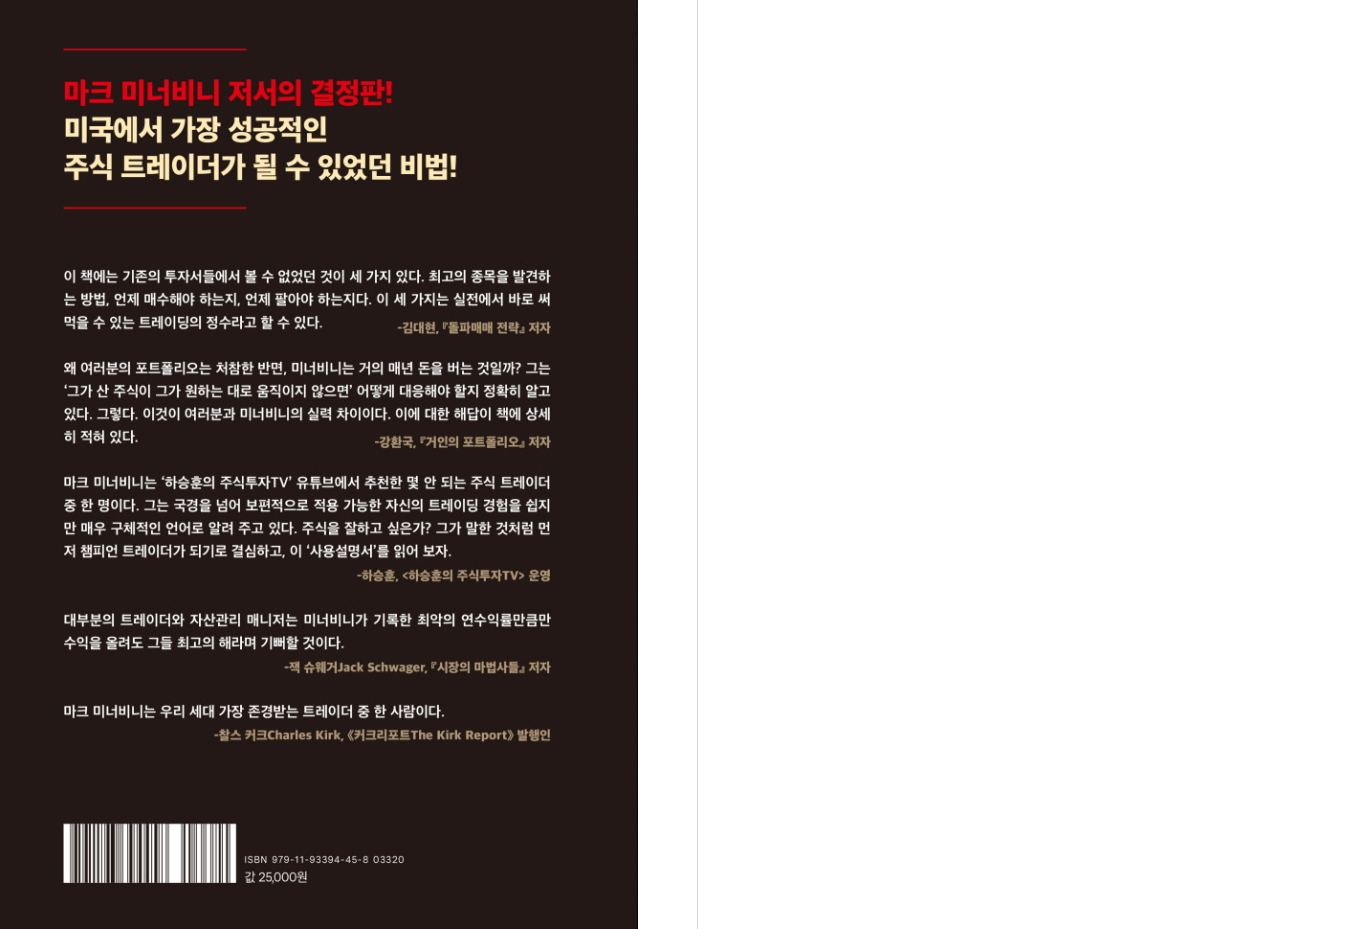 마크 미너비니 저서의 결정판!
미국에서 가장 성공적인
주식 트레이더가 될 수 있었던 비법!
이 책에는 기존의 투자서들에서 볼 수 없었던 것이 세 가지 있다. 최고의 종목을 발견하
는 방법, 언제 매수해야 하는지, 언제 팔아야 하는지다. 이 세 가지는 실전에서 바로 써
먹을 수 있는 트레이딩의 정수라고 할 수 있다.
-김대현, 『돌파매매 전략』 저자
왜 여러분의 포트폴리오는 처참한 반면, 미너비니는 거의 매년 돈을 버는 것일까? 그는
‘그가 산 주식이 그가 원하는 대로 움직이지 않으면’ 어떻게 대응해야 할지 정확히 알고
있다. 그렇다. 이것이 여러분과 미너비니의 실력 차이이다. 이에 대한 해답이 책에 상세
히 적혀 있다.
-강환국, 『거인의 포트폴리오』 저자
마크 미너비니는 ‘하승훈의 주식투자TV’ 유튜브에서 추천한 몇 안 되는 주식 트레이더
중 한 명이다. 그는 국경을 넘어 보편적으로 적용 가능한 자신의 트레이딩 경험을 쉽지
만 매우 구체적인 언어로 알려 주고 있다. 주식을 잘하고 싶은가? 그가 말한 것처럼 먼
저 챔피언 트레이더가 되기로 결심하고, 이 ‘사용설명서’를 읽어 보자.
-하승훈, <하승훈의 주식투자TV> 운영
대부분의 트레이더와 자산관리 매니저는 미너비니가 기록한 최악의 연수익률만큼만
수익을 올려도 그들 최고의 해라며 기뻐할 것이다.
-잭 슈웨거Jack Schwager, 『시장의 마법사들』 저자
마크 미너비니는 우리 세대 가장 존경받는 트레이더 중 한 사람이다.
-찰스 커크Charles Kirk, 《커크리포트The Kirk Report》 발행인
ISBN 979-11-93394-45-8 03320
값 25,000원